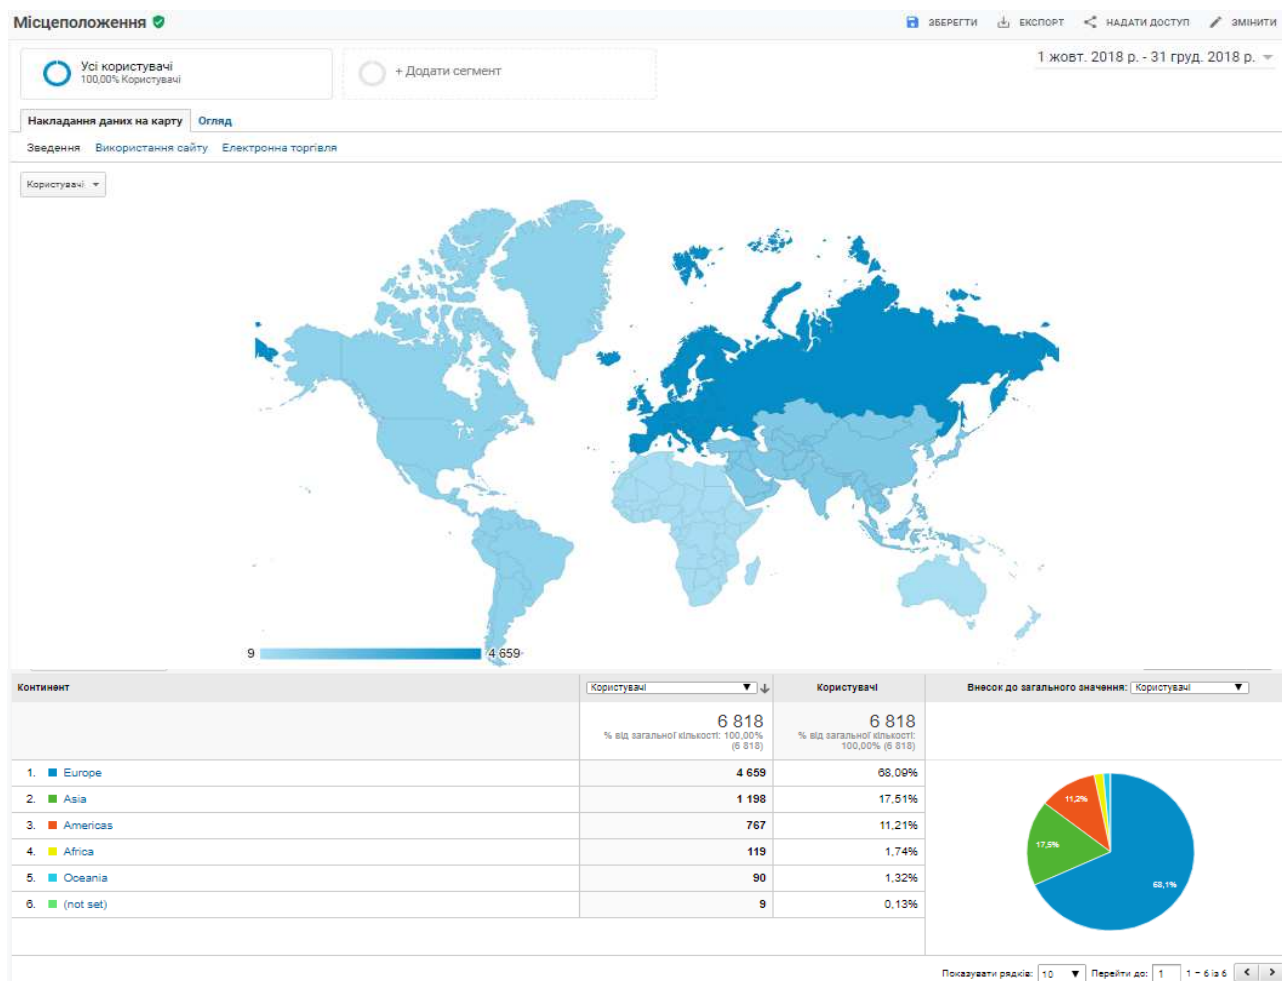 Місцеположення
ЗБЕРЕГТИ ЕКСПОРТ НАДАТИ ДОСТУП ЗМІНИТИ
Усі користувачі
100,00% Користувачі
+ Додати сегмент
1 жовт. 2018 р. - 31 груд. 2018 р.
Накладання даних на карту Огляд
Зведення Використання сайту Електронна торгівля
Користувачі
9 4 659
Континент Користувачі Користувачі Внесок до загального значення: Користувачі
6 818 6 818
% від загальної кількості: 100,00% (6 818)
% від загальної кількості: 100,00% (6 818)
1. Europe 4 659 68,09%
2. Asia 1 198 17,51%
3. Americas 767 11,21%
4. Africa 119 1,74%
5. Oceania 90 1,32%
6. (not set) 9 0,13%
11,2%
17,5%
68,1%
Показувати рядків: 10 Перейти до: 1 1 – 6 із 6